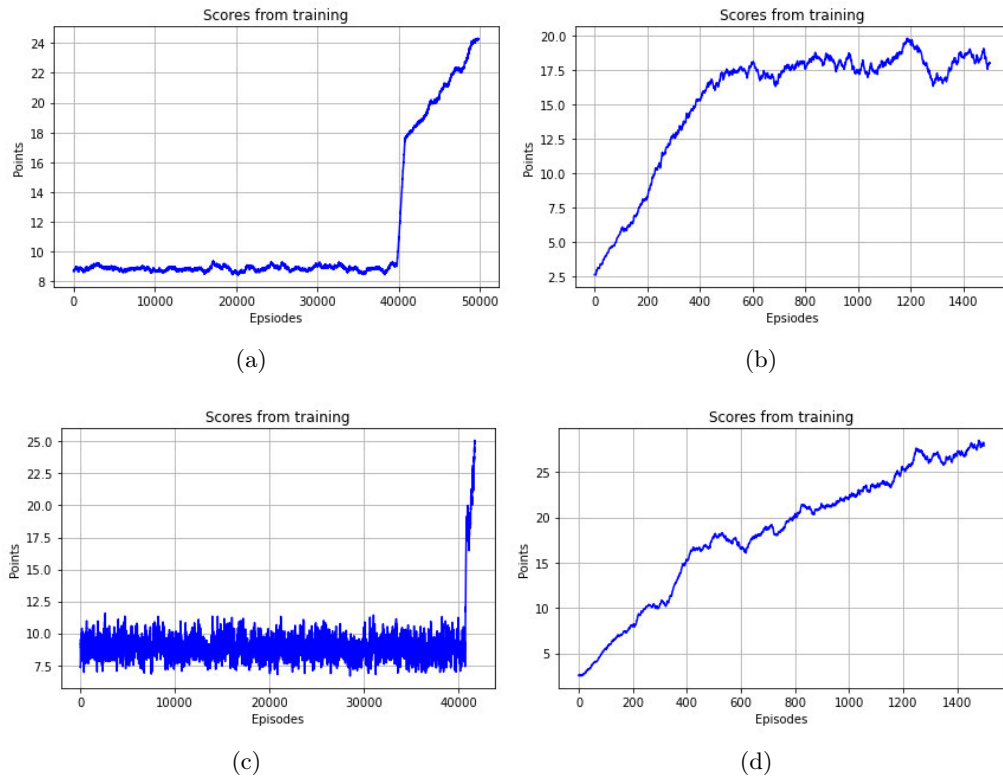 Scores from training
24
22
20
18
16
14
12
10
8
Points
0 10000 20000 30000 40000 50000
Epsiodes
(a)
Scores from training
20.0
17.5
15.0
12.5
10.0
7.5
5.0
2.5
Points
0 200 400 600 800 1000 1200 1400
Epsiodes
(b)
Scores from training
25.0
22.5
20.0
17.5
15.0
12.5
10.0
7.5
Points
0 10000 20000 30000 40000
Episodes
(c)
Scores from training
25
20
15
10
5
Points
0 200 400 600 800 1000 1200 1400
Episodes
(d)